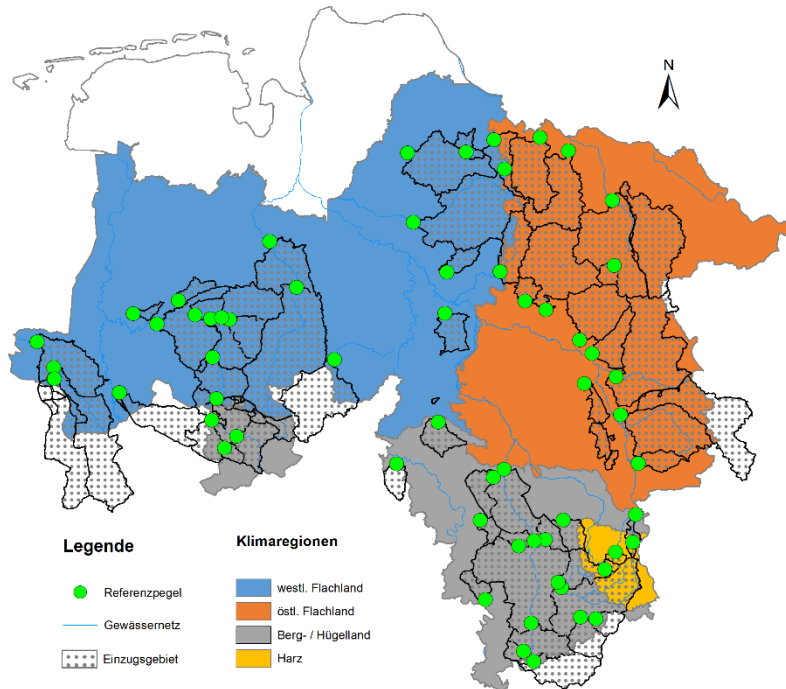 N
Legende
Referenzpegel
Gewässernetz
Einzugsgebiet
Klimaregionen
westl. Flachland
östl. Flachland
Berg- / Hügelland
Harz